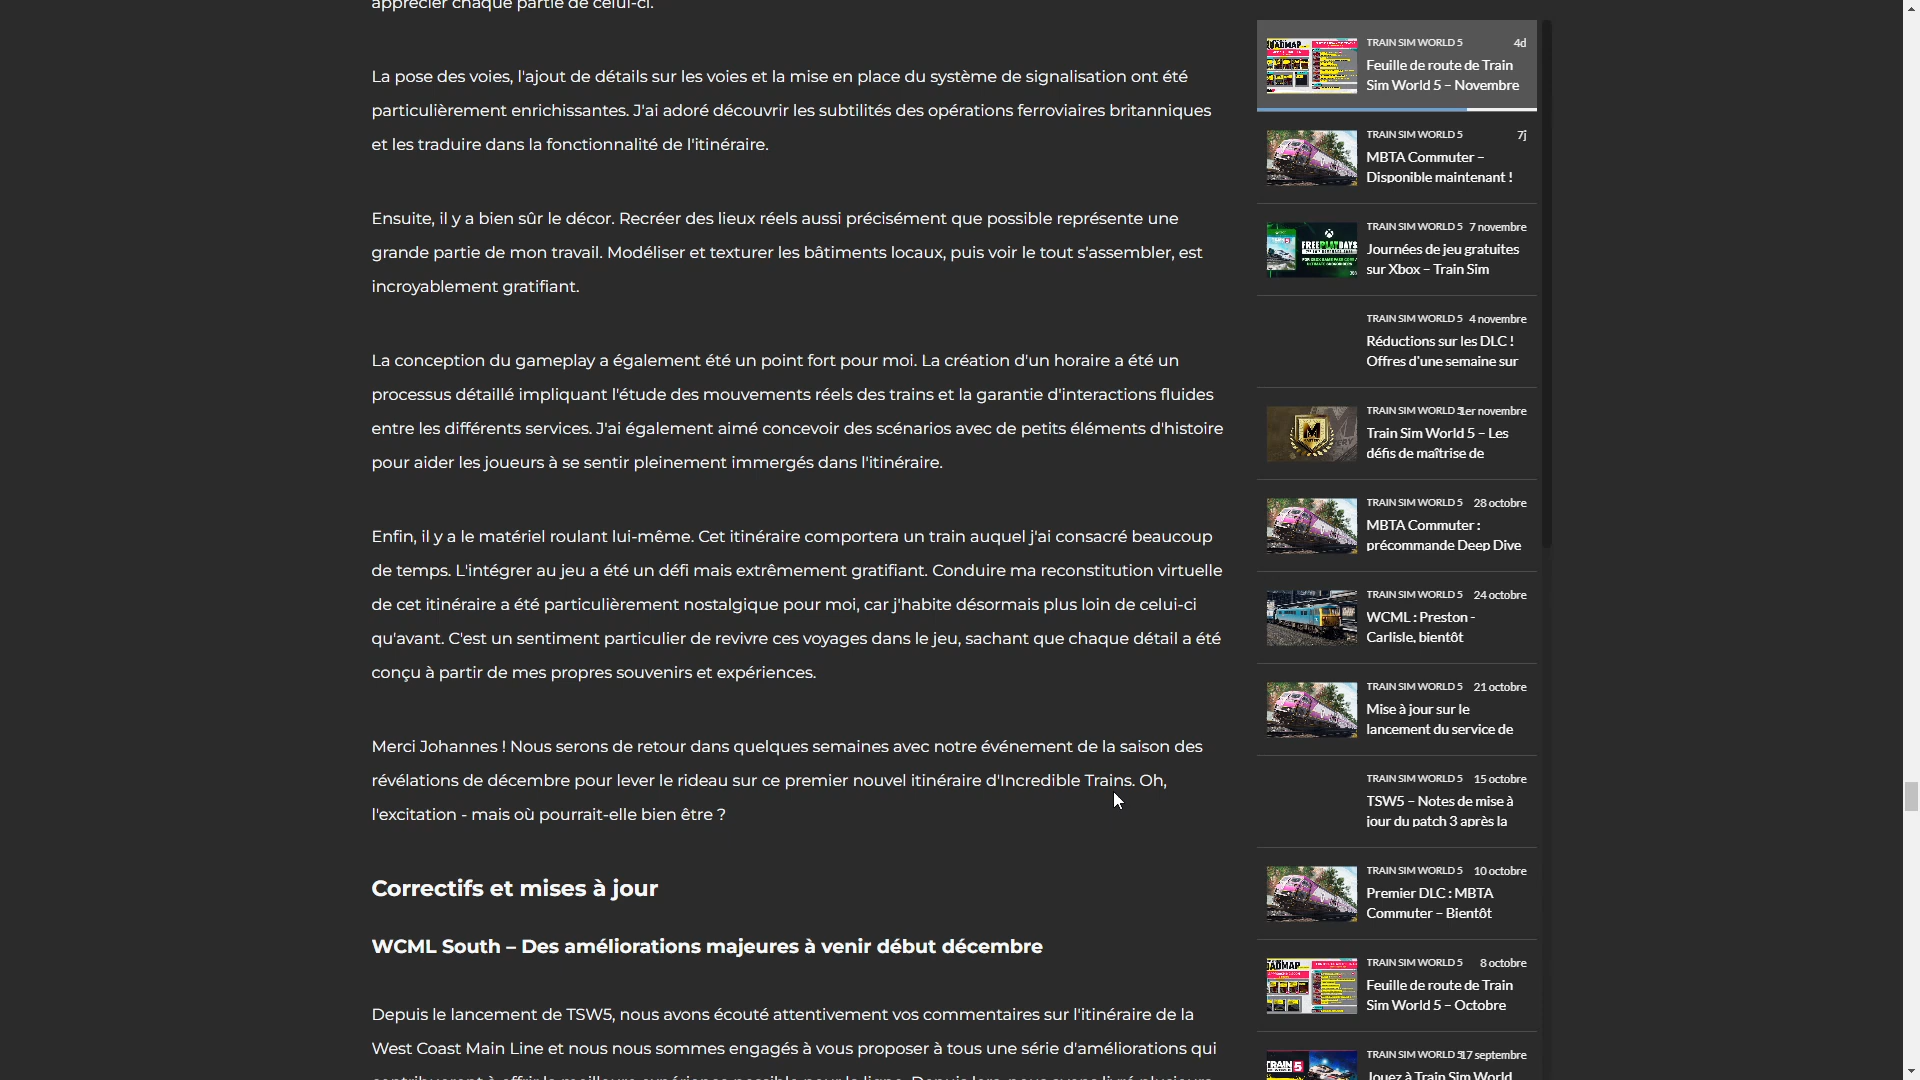 apprécier chaque partie de celui-ci.
La pose des voies, l'ajout de détails sur les voies et la mise en place du système de signalisation ont été
particulièrement enrichissantes. J'ai adoré découvrir les subtilités des opérations ferroviaires britanniques
et les traduire dans la fonctionnalité de l'itinéraire.
Ensuite, il y a bien sûr le décor. Recréer des lieux réels aussi précisément que possible représente une
grande partie de mon travail. Modéliser et texturer les bâtiments locaux, puis voir le tout s'assembler, est
incroyablement gratifiant.
La conception du gameplay a également été un point fort pour moi. La création d'un horaire a été un
processus détaillé impliquant l'étude des mouvements réels des trains et la garantie d'interactions fluides
entre les différents services. J'ai également aimé concevoir des scénarios avec de petits éléments d'histoire
pour aider les joueurs à se sentir pleinement immergés dans l'itinéraire.
Enfin, il y a le matériel roulant lui-même. Cet itinéraire comportera un train auquel j'ai consacré beaucoup
de temps. L'intégrer au jeu a été un défi mais extrêmement gratifiant. Conduire ma reconstitution virtuelle
de cet itinéraire a été particulièrement nostalgique pour moi, car j'habite désormais plus loin de celui-ci
qu'avant. C'est un sentiment particulier de revivre ces voyages dans le jeu, sachant que chaque détail a été
conçu à partir de mes propres souvenirs et expériences.
Merci Johannes ! Nous serons de retour dans quelques semaines avec notre événement de la saison des
révélations de décembre pour lever le rideau sur ce premier nouvel itinéraire d'Incredible Trains. Oh,
l'excitation - mais où pourrait-elle bien être ?
Correctifs et mises à jour
WCML South – Des améliorations majeures à venir début décembre
Depuis le lancement de TSW5, nous avons écouté attentivement vos commentaires sur l'itinéraire de la
West Coast Main Line et nous nous sommes engagés à vous proposer à tous une série d'améliorations qui
TRAIN SIM WORLD 5 4d
Feuille de route de Train
Sim World 5 – Novembre
TRAIN SIM WORLD 5 7j
MBTA Commuter –
Disponible maintenant !
TRAIN SIM WORLD 5 7 novembre
Journées de jeu gratuites
sur Xbox – Train Sim
FREE PLAY DAYS
TRAIN SIM WORLD 5 4 novembre
Réductions sur les DLC !
Offres d'une semaine sur
TRAIN SIM WORLD 5 1er novembre
Train Sim World 5 – Les
défis de maîtrise de
TRAIN SIM WORLD 5 28 octobre
MBTA Commuter :
précommande Deep Dive
TRAIN SIM WORLD 5 24 octobre
WCML : Preston -
Carlisle, bientôt
TRAIN SIM WORLD 5 21 octobre
Mise à jour sur le
lancement du service de
TRAIN SIM WORLD 5 15 octobre
TSW5 – Notes de mise à
jour du patch 3 après la
TRAIN SIM WORLD 5 10 octobre
Premier DLC : MBTA
Commuter – Bientôt
TRAIN SIM WORLD 5 8 octobre
Feuille de route de Train
Sim World 5 – Octobre
TRAIN SIM WORLD 5 17 septembre
Jouez à Train Sim World